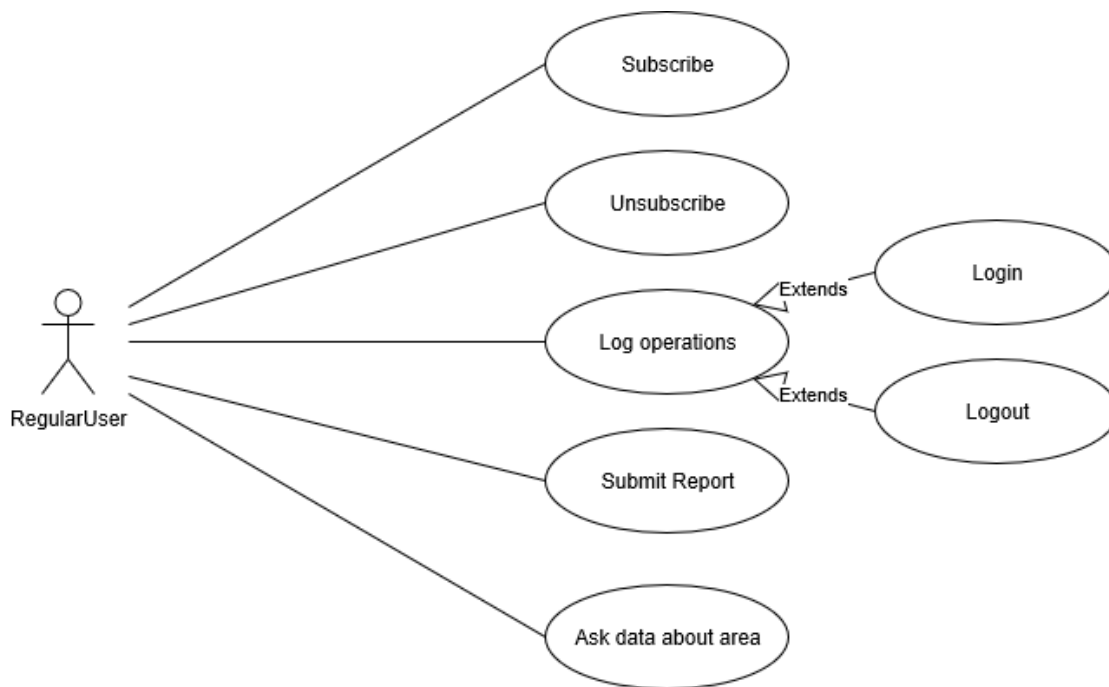 Subscribe
Unsubscribe
Login
Extends
Log operations
Extends
Logout
RegularUser
Submit Report
Ask data about area